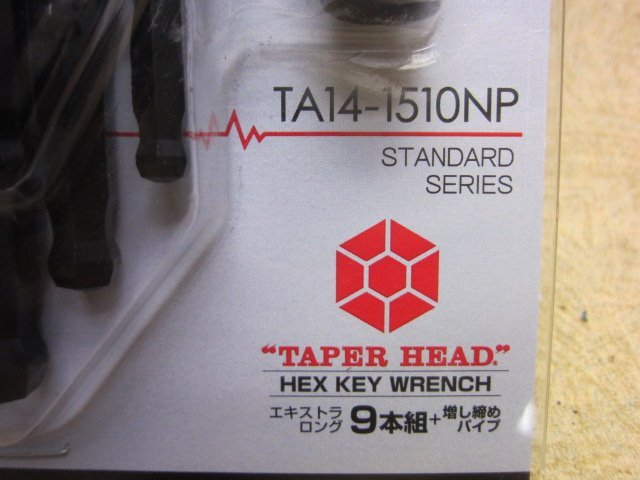 TA14-1510NP
STANDARD
SERIES
"TAPER HEAD."
HEX KEY WRENCH
エキストラ
ロング 9本組+増し締め
パイプ